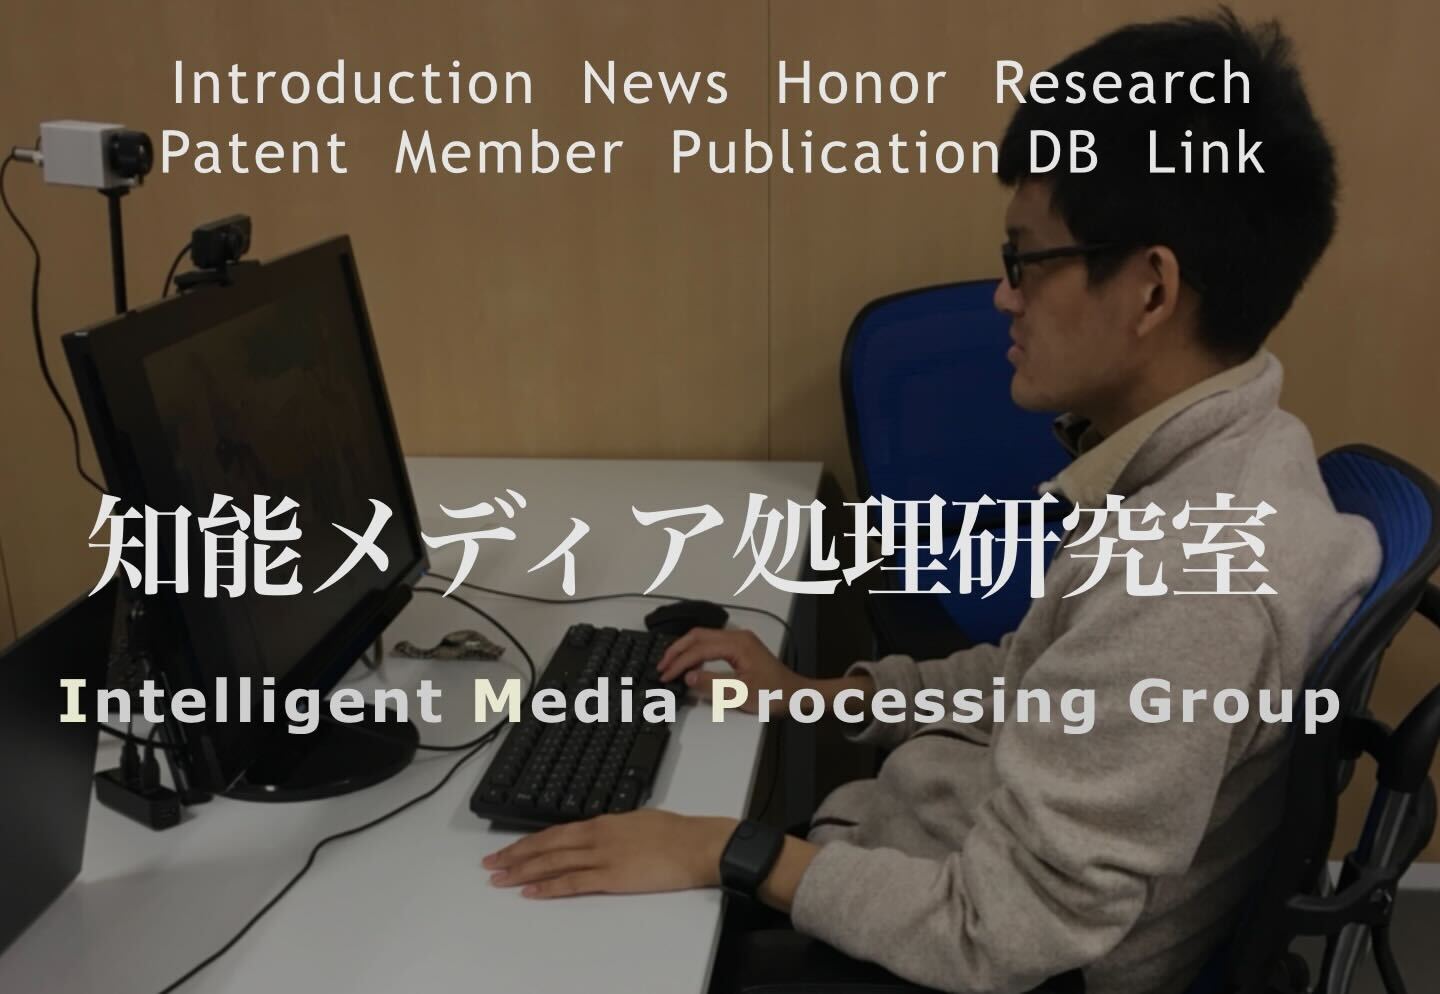 Introduction News Honor Research
Patent Member Publication DB Link
知能メディア処理研究室
Intelligent Media Processing Group